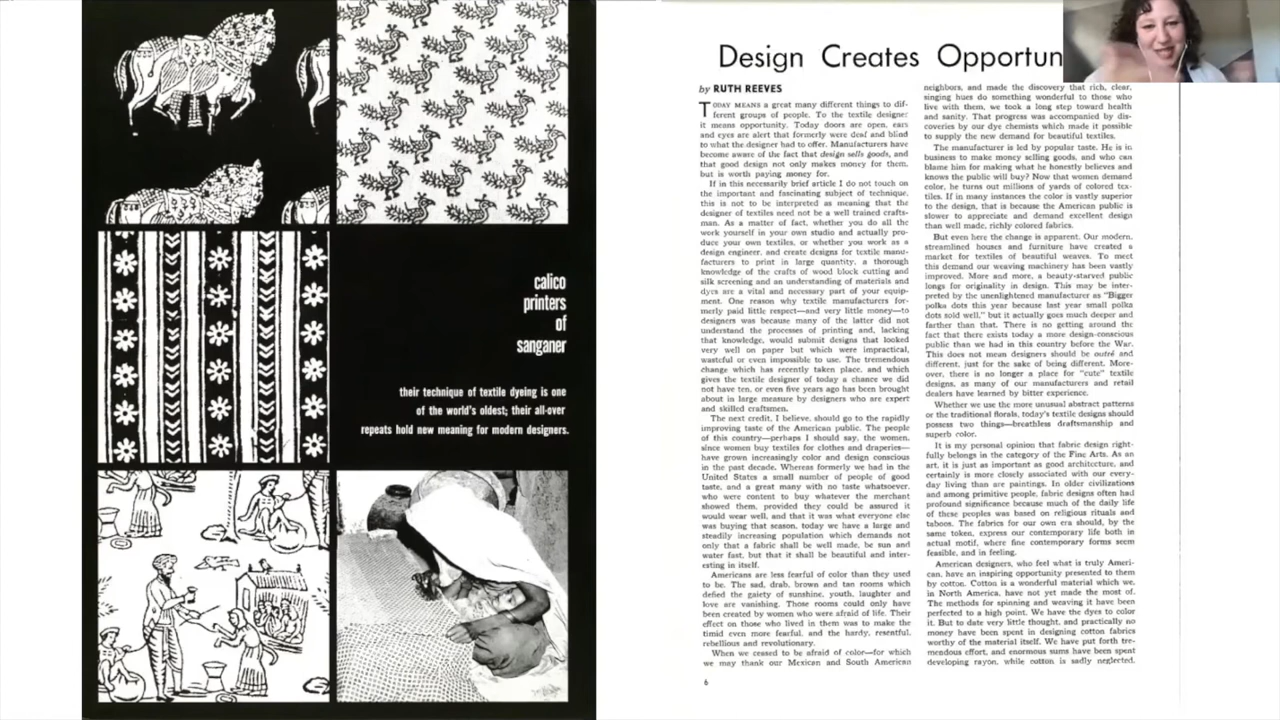 calico
printers
of
sanganer
their technique of textile dyeing is one
of the world's oldest; their all-over
repeats hold new meaning for modern designers.
Design Creates Opportun
by RUTH REEVES
TODAY MEANS a great many different things to dif-
ferent groups of people. To the textile designer
it means opportunity. Today doors are open, ears
and eyes are alert that formerly were deaf and blind
to what the designer had to offer. Manufacturers have
become aware of the fact that design sells goods, and
that good design not only makes money for them,
but is worth paying money for.
If in this necessarily brief article I do not touch on
the important and fascinating subject of technique,
this is not to be interpreted as meaning that the
designer of textiles need not be a well trained crafts-
man. As a matter of fact, whether you do all the
work yourself in your own studio and actually pro-
duce your own textiles, or whether you work as a
design engineer, and create designs for textile manu-
facturers to print in large quantity, a thorough
knowledge of the crafts of wood block cutting and
silk screening and an understanding of materials and
dyes are a vital and necessary part of your equip-
ment. One reason why textile manufacturers for-
merly paid little respect—and very little money—to
designers was because many of the latter did not
understand the processes of printing and, lacking
that knowledge, would submit designs that looked
very well on paper but which were impractical,
wasteful or even impossible to use. The tremendous
change which has recently taken place, and which
gives the textile designer of today a chance we did
not have ten, or even five years ago has been brought
about in large measure by designers who are expert
and skilled craftsmen.
The next credit, I believe, should go to the rapidly
improving taste of the American public. The people
of this country—perhaps I should say, the women,
since women buy textiles for clothes and draperies—
have grown increasingly color and design conscious
in the past decade. Whereas formerly we had in the
United States a small number of people of good
taste, and a great many with no taste whatsoever,
who were content to buy whatever the merchant
showed them, provided they could be assured it
would wear well, and that it was what everyone else
was buying that season, today we have a large and
steadily increasing population which demands not
only that a fabric shall be well made, be sun and
water fast, but that it shall be beautiful and inter-
esting in itself.
Americans are less fearful of color than they used
to be. The sad, drab, brown and tan rooms which
defied the gaiety of sunshine, youth, laughter and
love are vanishing. Those rooms could only have
been created by women who were afraid of life. Their
effect on those who lived in them was to make the
timid even more fearful, and the hardy, resentful,
rebellious and revolutionary.
When we ceased to be afraid of color—for which
we may thank our Mexican and South American
6
neighbors, and made the discovery that rich, clear,
singing hues do something wonderful to those who
live with them, we took a long step toward health
and sanity. That progress was accompanied by dis-
coveries by our dye chemists which made it possible
to supply the new demand for beautiful textiles.
The manufacturer is led by popular taste. He is in
business to make money selling goods, and who can
blame him for making what he honestly believes and
knows the public will buy? Now that women demand
color, he turns out millions of yards of colored tex-
tiles. If in many instances the color is vastly superior
to the design, that is because the American public is
slower to appreciate and demand excellent design
than well made, richly colored fabrics.
But even here the change is apparent. Our modern,
streamlined houses and furniture have created a
market for textiles of beautiful weaves. To meet
this demand our weaving machinery has been vastly
improved. More and more, a beauty-starved public
longs for originality in design. This may be inter-
preted by the unenlightened manufacturer as "Bigger
polka dots this year because last year small polka
dots sold well," but it actually goes much deeper and
farther than that. There is no getting around the
fact that there exists today a more design-conscious
public than we had in this country before the War.
This does not mean designers should be outré and
different, just for the sake of being different. More-
over, there is no longer a place for "cute" textile
designs, as many of our manufacturers and retail
dealers have learned by bitter experience.
Whether we use the more unusual abstract patterns
or the traditional florals, today's textile designs should
possess two things—breathless draftsmanship and
superb color.
It is my personal opinion that fabric design right-
fully belongs in the category of the Fine Arts. As an
art, it is just as important as good architecture, and
certainly is more closely associated with our every-
day living than are paintings. In older civilizations
and among primitive people, fabric designs often had
profound significance because much of the daily life
of these peoples was based on religious rituals and
taboos. The fabrics for our own era should, by the
same token, express our contemporary life both in
actual motif, where fine contemporary forms seem
feasible, and in feeling.
American designers, who feel what is truly Ameri-
can, have an inspiring opportunity presented to them
by cotton. Cotton is a wonderful material which we,
in North America, have not yet made the most of.
The methods for spinning and weaving it have been
perfected to a high point. We have the dyes to color
it. But to date very little thought, and practically no
money have been spent in designing cotton fabrics
worthy of the material itself. We have put forth tre-
mendous effort, and enormous sums have been spent
developing rayon, while cotton is sadly neglected.